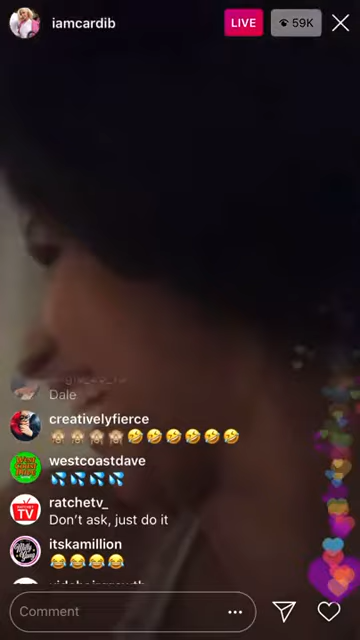 iamcardib
LIVE
59K
Dale
creativelyfierce
westcoastdave
ratchetv_
Don't ask, just do it
itskamillion
Comment